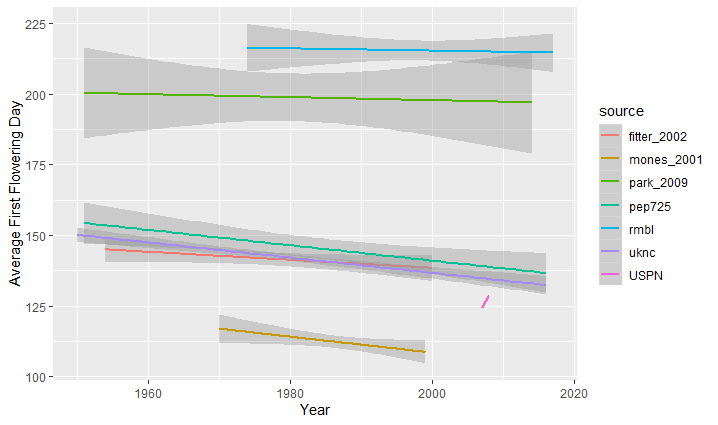 225
200
175
150
125
100
Average First Flowering Day
1960
1980
2000
2020
Year
source
fitter_2002
mones_2001
park_2009
pep725
rmbl
uknc
USPN